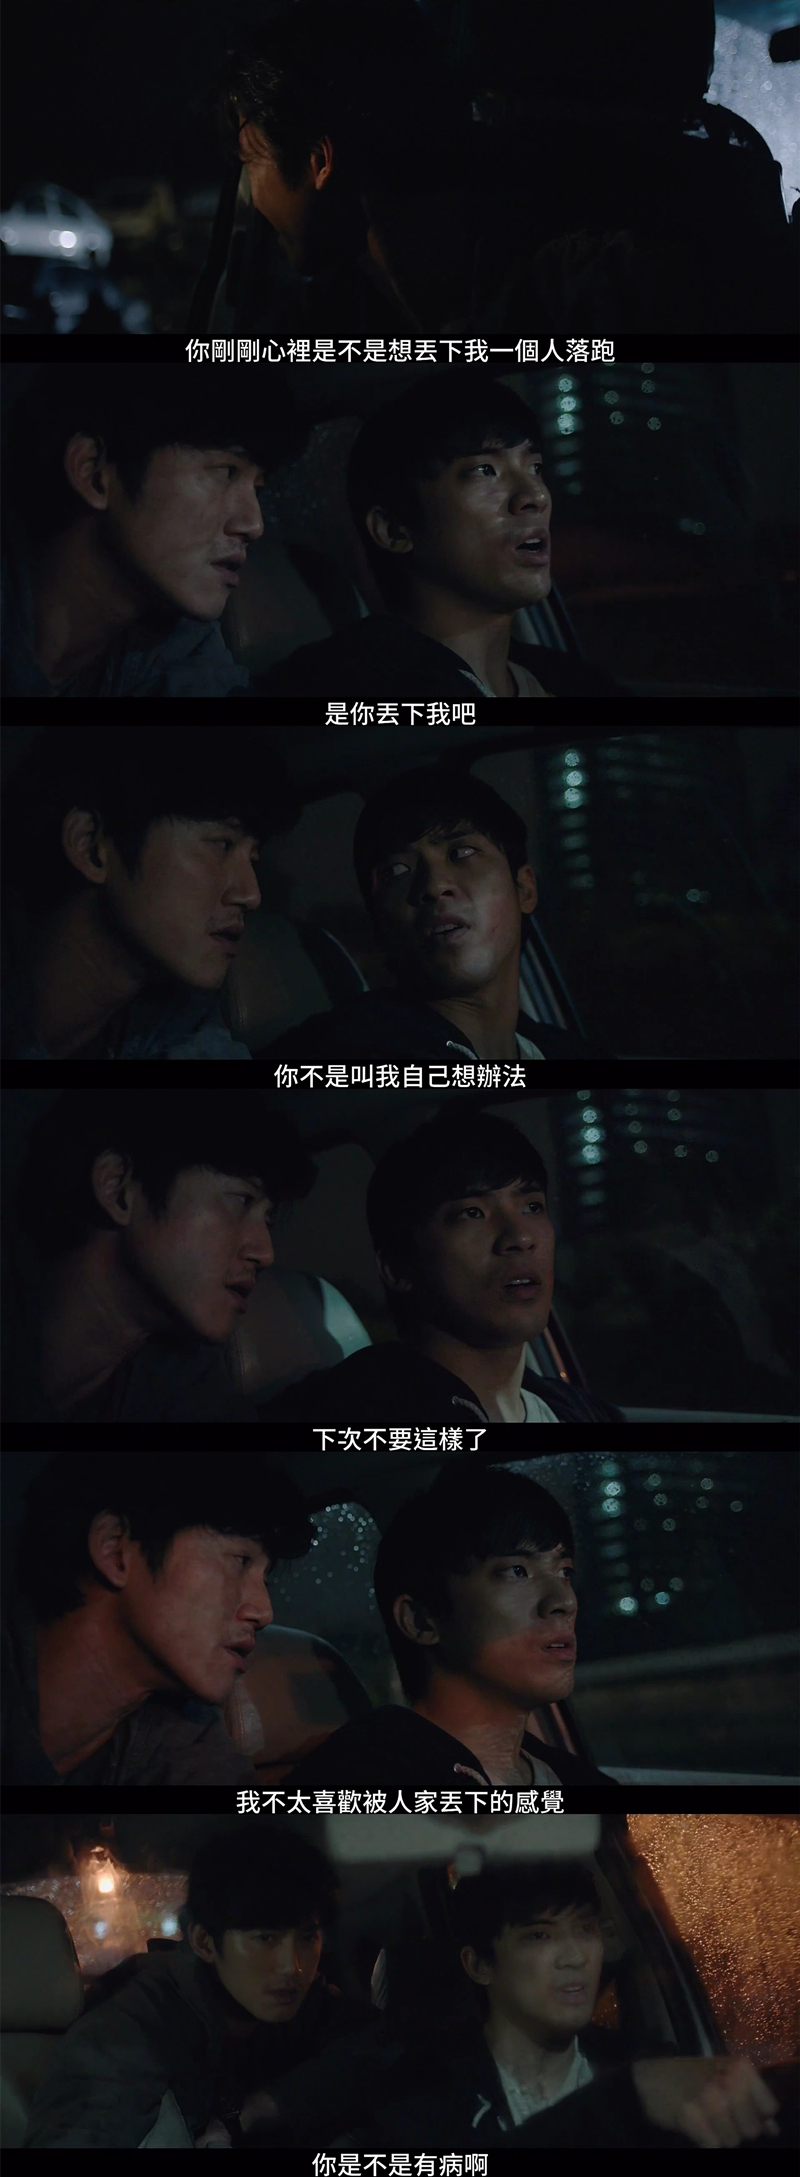 你剛剛心裡是不是想丟下我一個人落跑
是你丟下我吧
你不是叫我自己想辦法
下次不要這樣了
我不太喜歡被人家丟下的感覺
你是不是有病啊